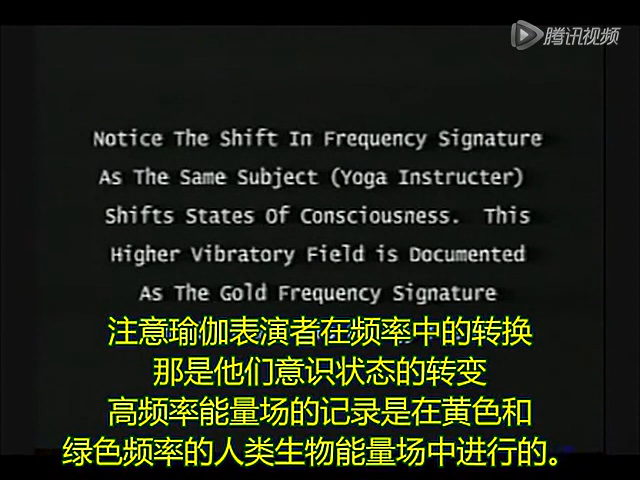 腾讯视频
Notice The Shift In Frequency Signature
As The Same Subject (Yoga Instructer)
Shifts States Of Consciousness. This
Higher Vibratory Field is Documented
As The Gold Frequency Signature
注意瑜伽表演者在频率中的转换
那是他们意识状态的转变
高频率能量场的记录是在黄色和
绿色频率的人类生物能量场中进行的。